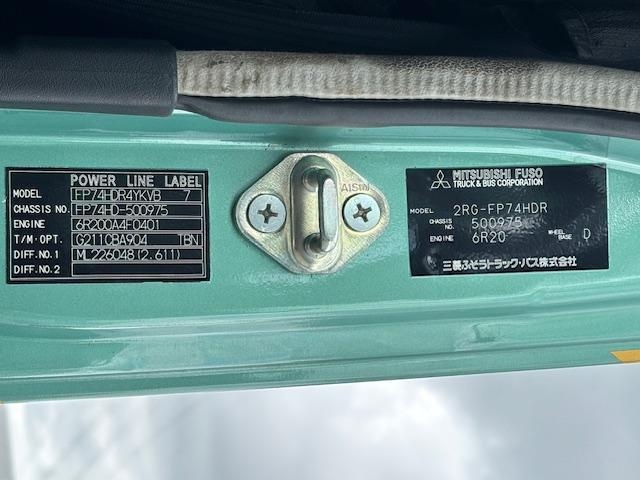 POWER LINE LABEL
MODEL FP74HDR4YKVB 7
CHASSIS NO. FP74HD-500975
ENGINE 6R200A4F0401
T/M·OPT. G211CBA904 TBN
DIFF.NO.1 ML226048(2.611)
DIFF.NO.2
AISIN
MITSUBISHI FUSO
TRUCK & BUS CORPORATION
MODEL 2RG-FP74HDR
CHASSIS NO. 500975
ENGINE 6R20 WHEEL BASE D
三菱ふそうトラック・バス株式会社